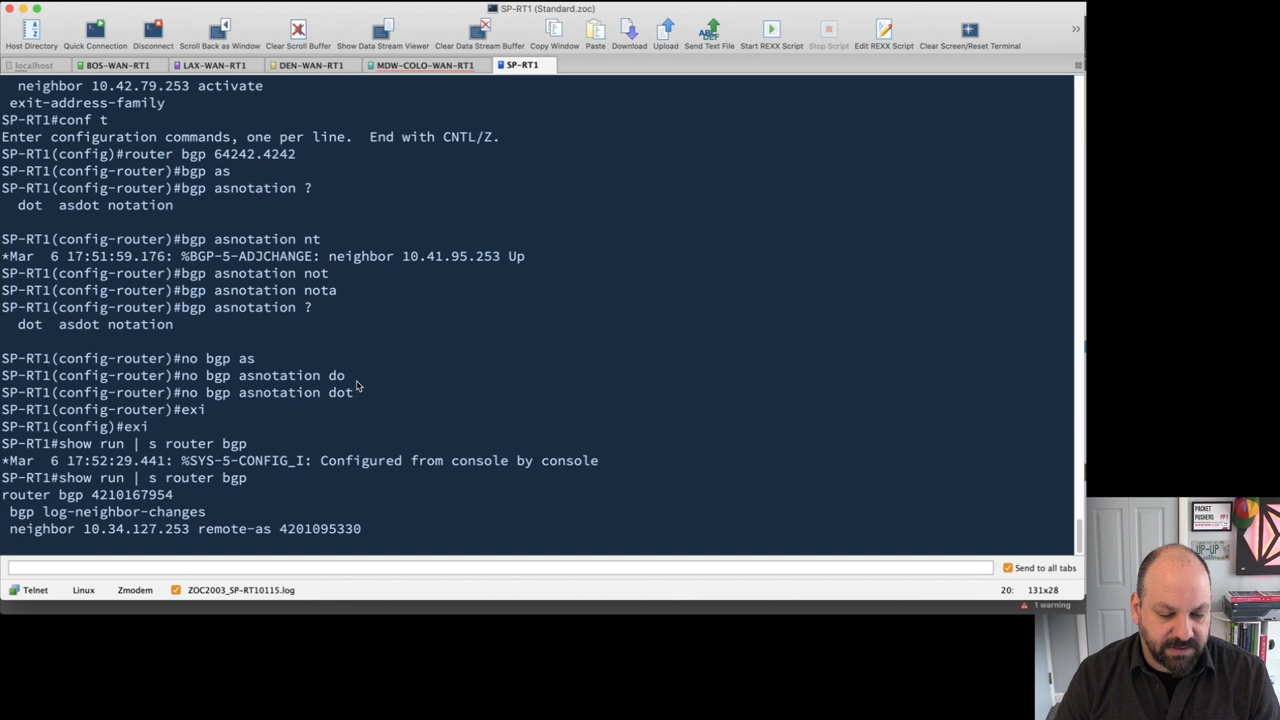 SP-RT1 (Standard.zoc)
Host Directory Quick Connection Disconnect Scroll Back as Window Clear Scroll Buffer Show Data Stream Viewer Clear Data Stream Buffer Copy Window Paste Download Upload Send Text File Start REXX Script Stop Script Edit REXX Script Clear Screen/Reset Terminal
localhost BOS-WAN-RT1 LAX-WAN-RT1 DEN-WAN-RT1 MDW-COLO-WAN-RT1 SP-RT1
neighbor 10.42.79.253 activate
exit-address-family
SP-RT1#conf t
Enter configuration commands, one per line.  End with CNTL/Z.
SP-RT1(config)#router bgp 64242.4242
SP-RT1(config-router)#bgp as
SP-RT1(config-router)#bgp asnotation ?
dot  asdot notation
SP-RT1(config-router)#bgp asnotation nt
*Mar  6 17:51:59.176: %BGP-5-ADJCHANGE: neighbor 10.41.95.253 Up
SP-RT1(config-router)#bgp asnotation not
SP-RT1(config-router)#bgp asnotation nota
SP-RT1(config-router)#bgp asnotation ?
dot  asdot notation
SP-RT1(config-router)#no bgp as
SP-RT1(config-router)#no bgp asnotation do
SP-RT1(config-router)#no bgp asnotation dot
SP-RT1(config-router)#exi
SP-RT1(config)#exi
SP-RT1#show run | s router bgp
*Mar  6 17:52:29.441: %SYS-5-CONFIG_I: Configured from console by console
SP-RT1#show run | s router bgp
router bgp 4210167954
bgp log-neighbor-changes
neighbor 10.34.127.253 remote-as 4201095330
Send to all tabs
Telnet Linux Zmodem ZOC2003_SP-RT10115.log 20: 131x28
1 warning
PACKET
PUSHERS
UP-UP